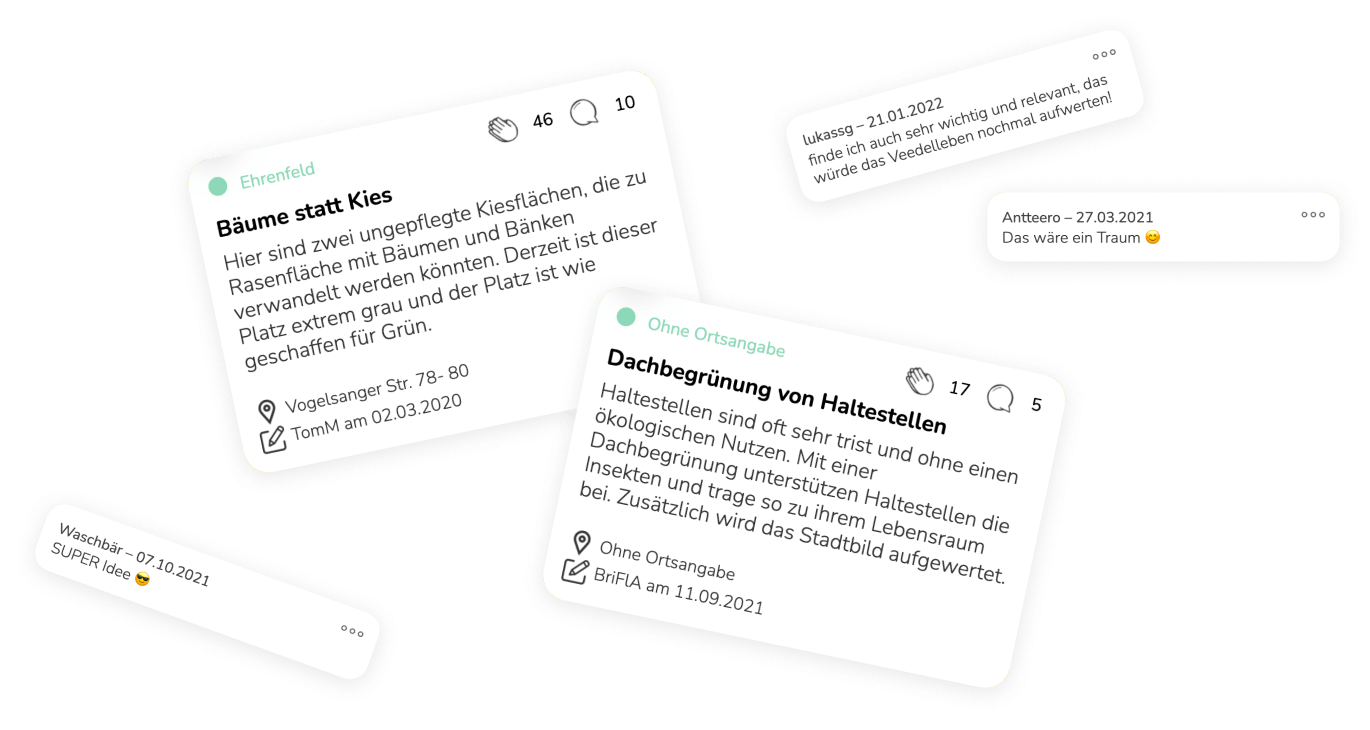 46 10
Ehrenfeld
Bäume statt Kies
Hier sind zwei ungepflegte Kiesflächen, die zu
Rasenfläche mit Bäumen und Bänken
verwandelt werden könnten. Derzeit ist dieser
Platz extrem grau und der Platz ist wie
geschaffen für Grün.
Vogelsanger Str. 78- 80
TomM am 02.03.2020
lukassg – 21.01.2022
finde ich auch sehr wichtig und relevant, das
würde das Veedelleben nochmal aufwerten!
Antteero – 27.03.2021
Das wäre ein Traum 😊
Ohne Ortsangabe
17 5
Dachbegrünung von Haltestellen
Haltestellen sind oft sehr trist und ohne einen
ökologischen Nutzen. Mit einer
Dachbegrünung unterstützen Haltestellen die
Insekten und trage so zu ihrem Lebensraum
bei. Zusätzlich wird das Stadtbild aufgewertet.
Ohne Ortsangabe
BriFlA am 11.09.2021
Waschbär – 07.10.2021
SUPER Idee 😎